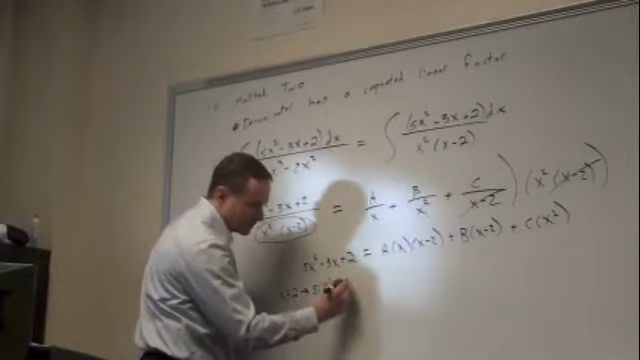 Method Two
• Denominator has a repeated linear factor
(5x² - 3x + 2) dx / x³ - 2x² = ∫ (5x² - 3x + 2) dx / x² (x-2)
- 3x + 2 / x² (x-2) = A/x + B/x² + C/x-2 ) (x² (x-2))
5x² - 3x + 2 = A(x)(x-2) + B(x-2) + C(x²)